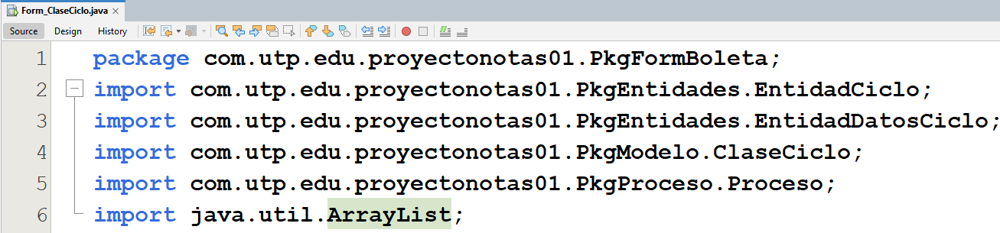 Form_ClaseCiclo.java
Source Design History
1 package com.utp.edu.proyectonotas01.PkgFormBoleta;
2 import com.utp.edu.proyectonotas01.PkgEntidades.EntidadCiclo;
3 import com.utp.edu.proyectonotas01.PkgEntidades.EntidadDatosCiclo;
4 import com.utp.edu.proyectonotas01.PkgModelo.ClaseCiclo;
5 import com.utp.edu.proyectonotas01.PkgProceso.Proceso;
6 import java.util.ArrayList;